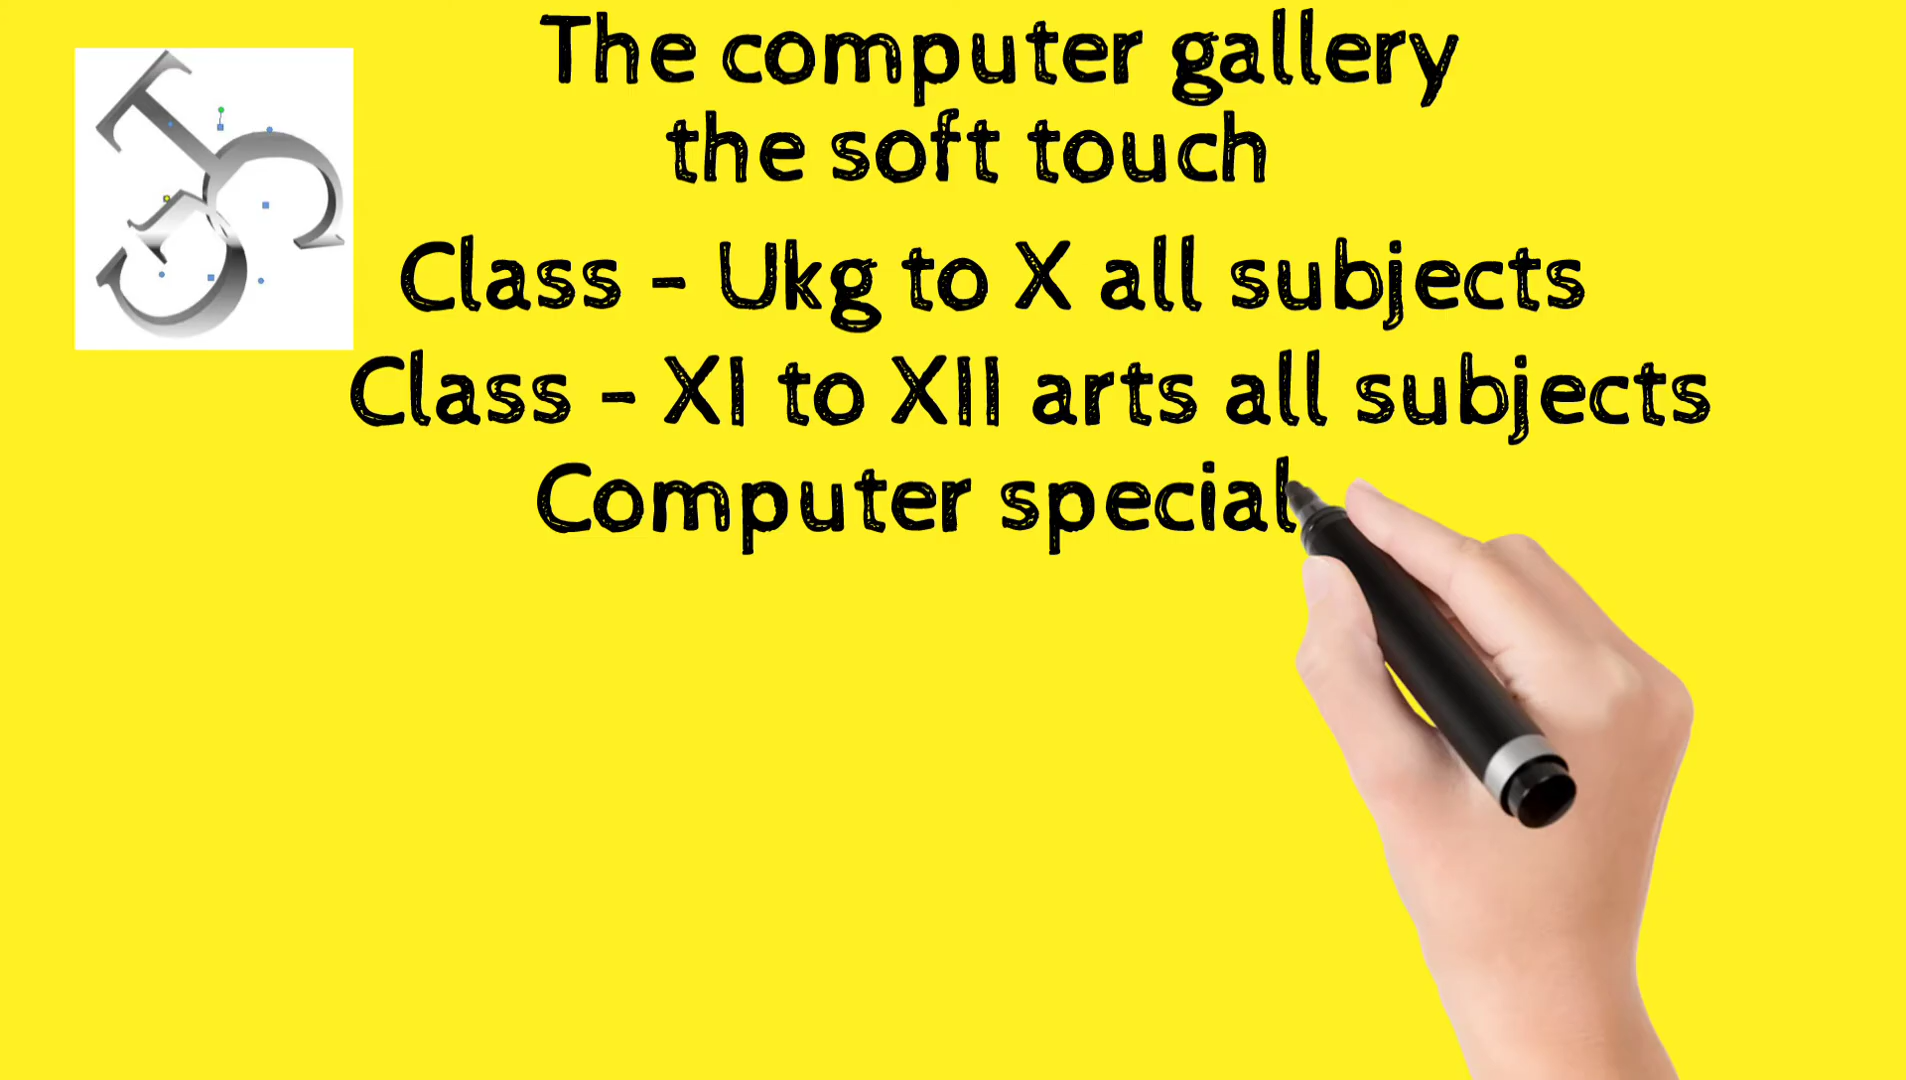 The computer gallery
the soft touch
Class - Ukg to X all subjects
Class - XI to XII arts all subjects
Computer special
TCG